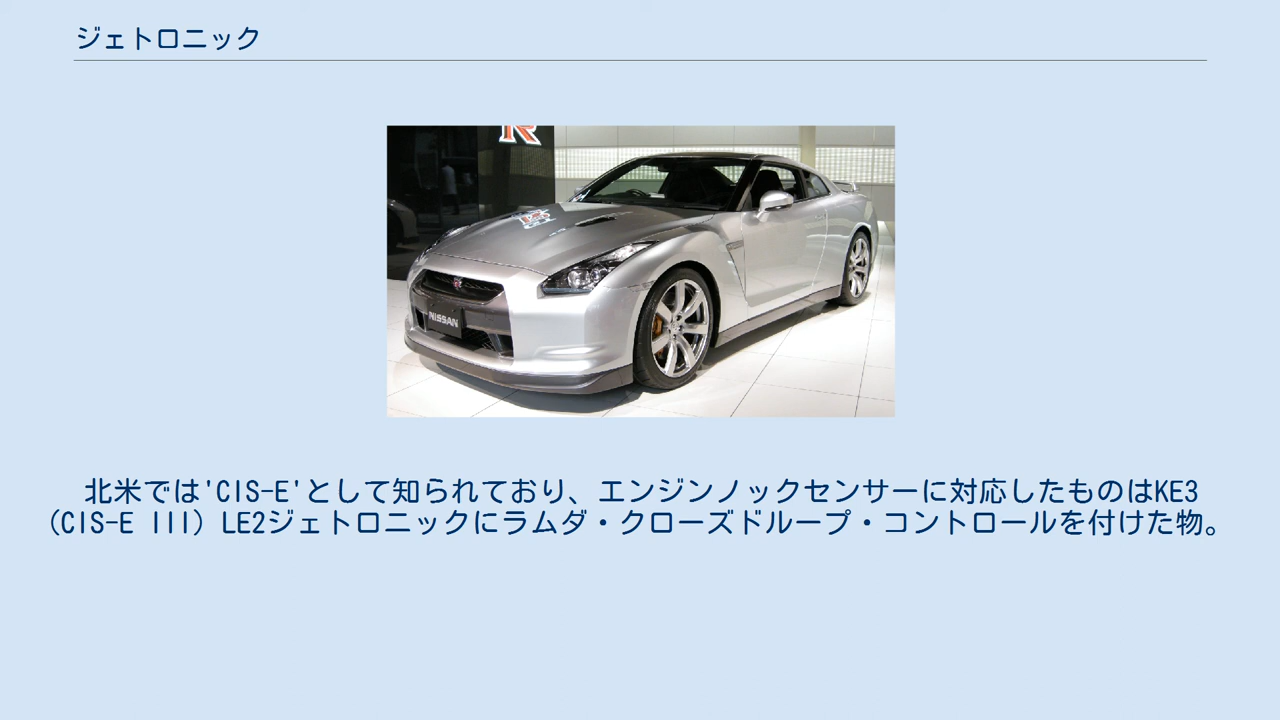 ジェトロニック
R
NISSAN
北米では'CIS-E'として知られており、エンジンノックセンサーに対応したものはKE3
(CIS-E III) LE2ジェトロニックにラムダ・クローズドループ・コントロールを付けた物。